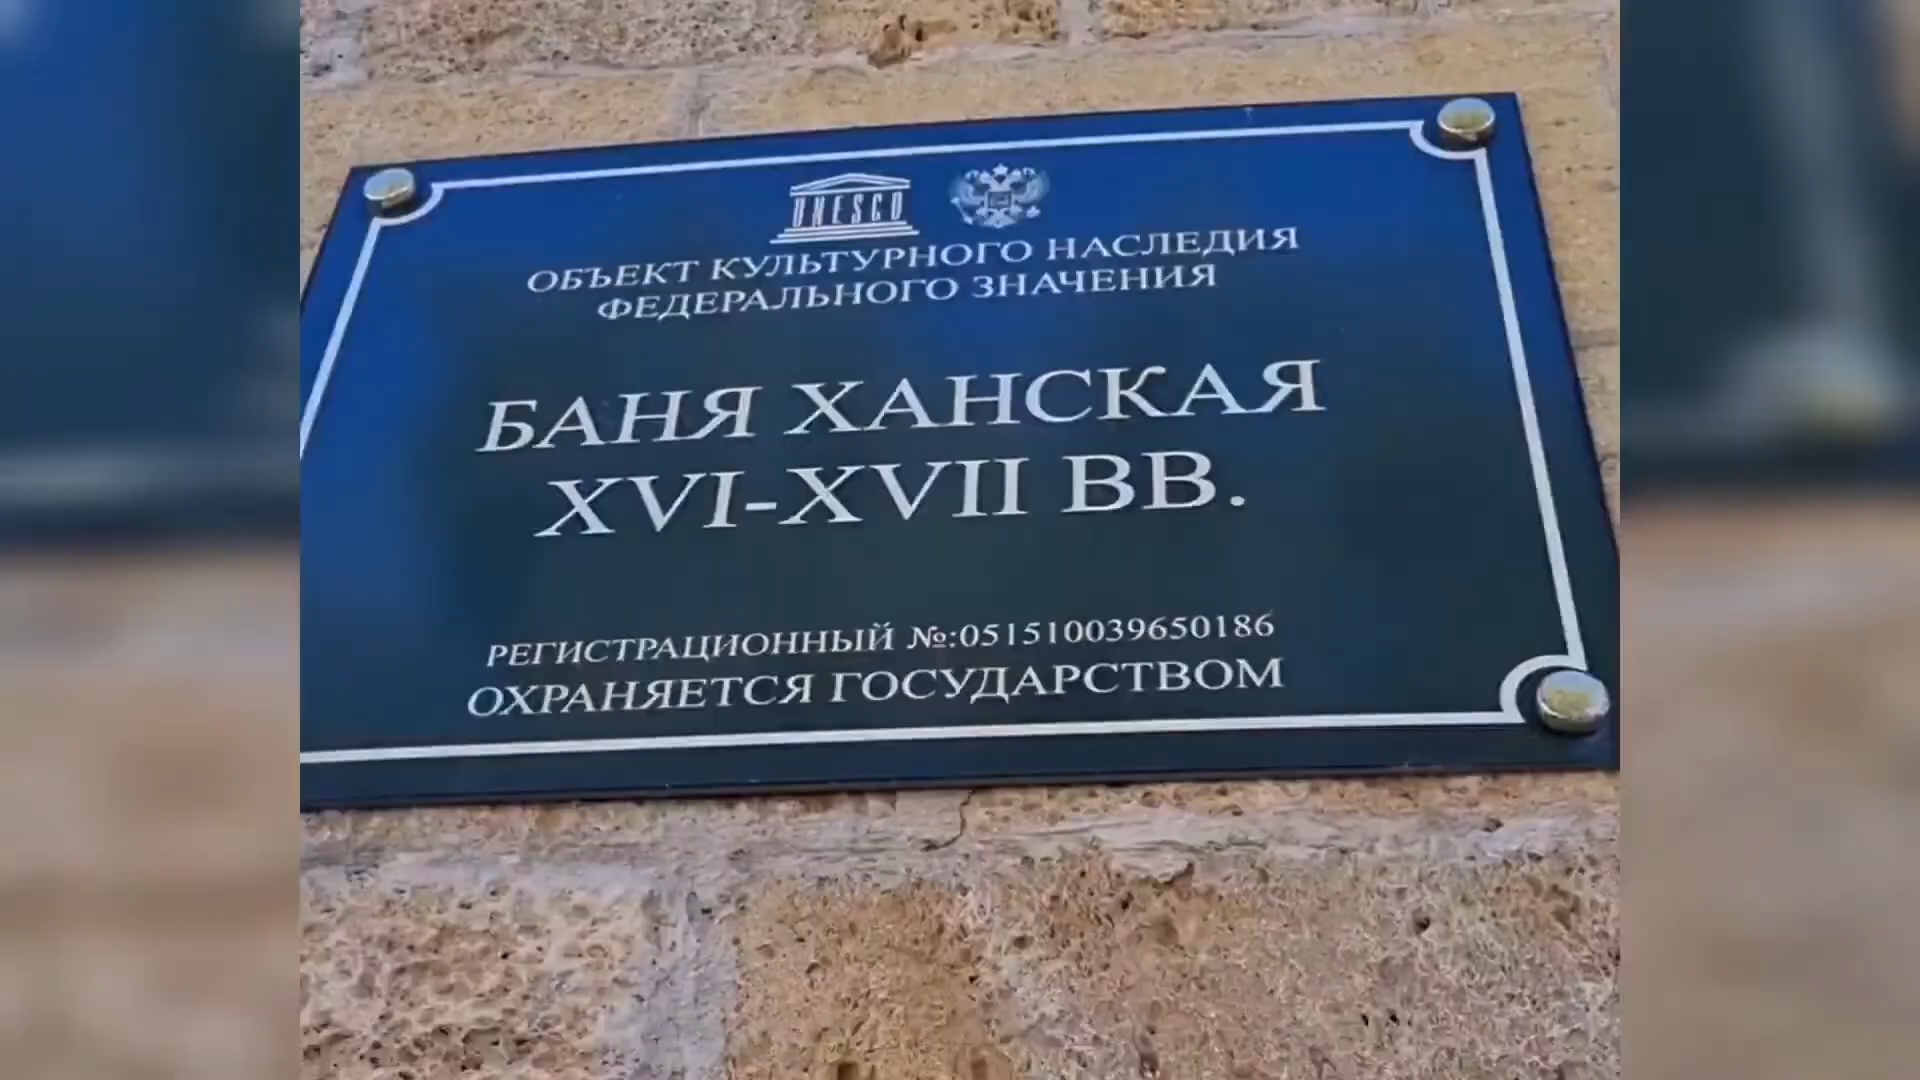 UNESCO
ОБЪЕКТ КУЛЬТУРНОГО НАСЛЕДИЯ
ФЕДЕРАЛЬНОГО ЗНАЧЕНИЯ
БАНЯ ХАНСКАЯ
XVI-XVII ВВ.
РЕГИСТРАЦИОННЫЙ №:051510039650186
ОХРАНЯЕТСЯ ГОСУДАРСТВОМ